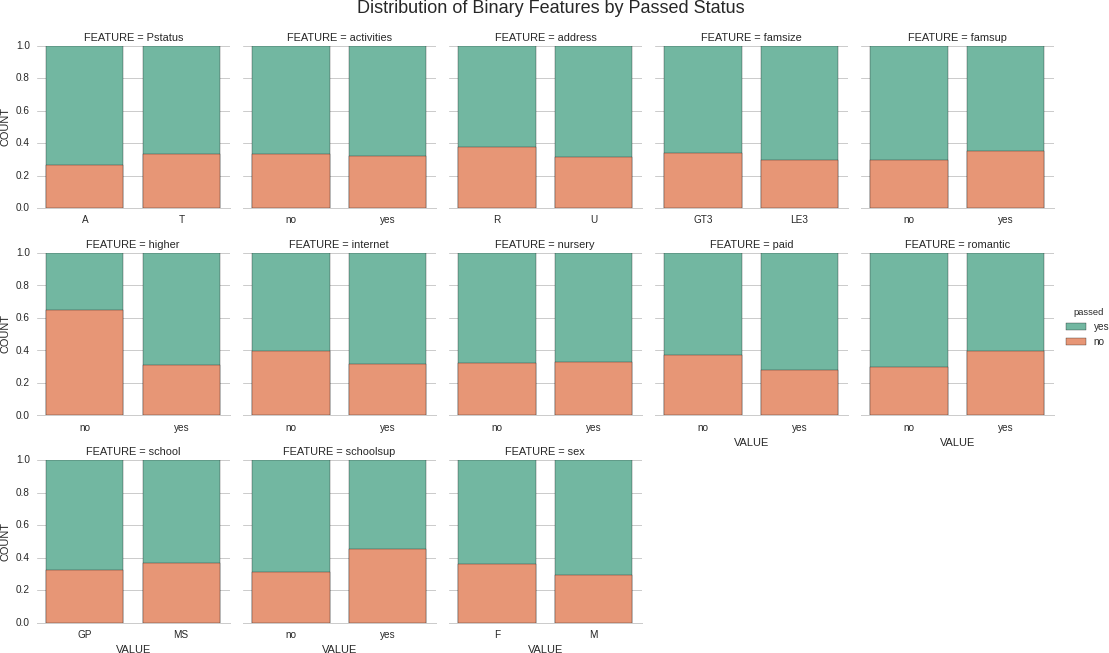 Distribution of Binary Features by Passed Status
FEATURE = Pstatus FEATURE = activities FEATURE = address FEATURE = famsize FEATURE = famsup
1.0
0.8
0.6
0.4
0.2
0.0
COUNT
A T no yes R U GT3 LE3 no yes
FEATURE = higher FEATURE = internet FEATURE = nursery FEATURE = paid FEATURE = romantic
1.0
0.8
0.6
0.4
0.2
0.0
COUNT
no yes no yes no yes no yes no yes
VALUE VALUE
passed
yes
no
FEATURE = school FEATURE = schoolsup FEATURE = sex
1.0
0.8
0.6
0.4
0.2
0.0
COUNT
GP MS no yes F M
VALUE VALUE VALUE